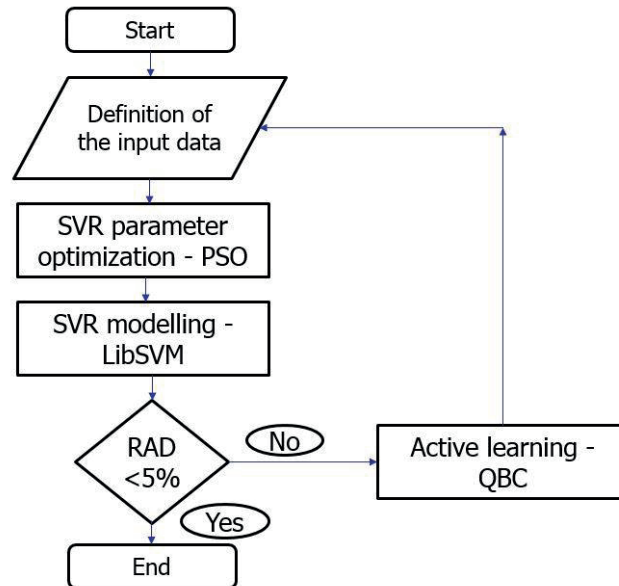 Start
Definition of
the input data
SVR parameter
optimization - PSO
SVR modelling -
LibSVM
RAD
<5%
No
Active learning -
QBC
Yes
End